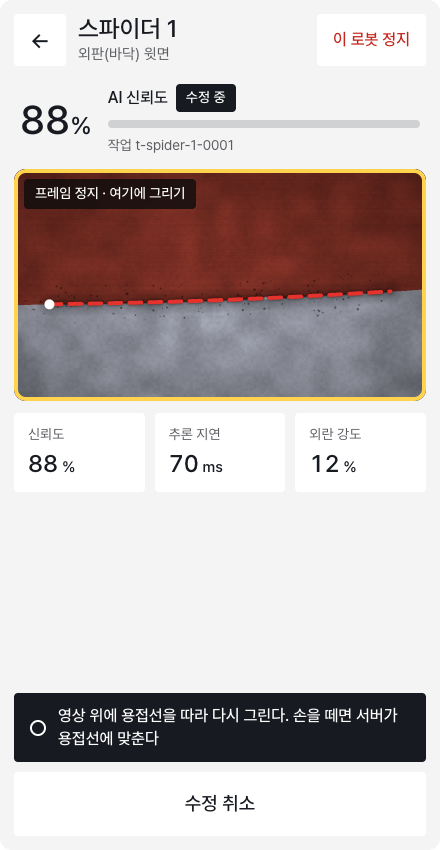 스파이더 1
외판(바닥) 윗면
이 로봇 정지
88%
AI 신뢰도
수정 중
작업 t-spider-1-0001
프레임 정지 · 여기에 그리기
신뢰도
88 %
추론 지연
70 ms
외란 강도
12 %
영상 위에 용접선을 따라 다시 그린다. 손을 떼면 서버가
용접선에 맞춘다
수정 취소